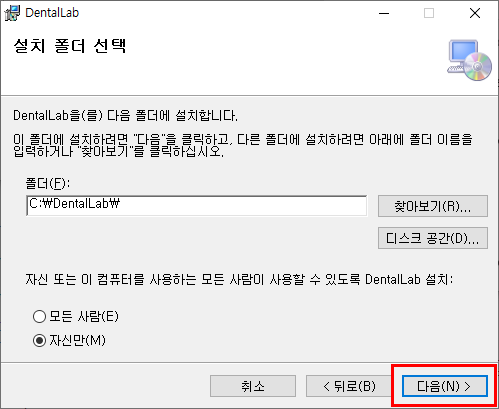 DentalLab
설치 폴더 선택
DentalLab을(를) 다음 폴더에 설치합니다.
이 폴더에 설치하려면 "다음"을 클릭하고, 다른 폴더에 설치하려면 아래에 폴더 이름을
입력하거나 "찾아보기"를 클릭하십시오.
폴더(F):
C:₩DentalLab₩
찾아보기(R)...
디스크 공간(D)...
자신 또는 이 컴퓨터를 사용하는 모든 사람이 사용할 수 있도록 DentalLab 설치:
모든 사람(E)
자신만(M)
취소
< 뒤로(B)
다음(N) >